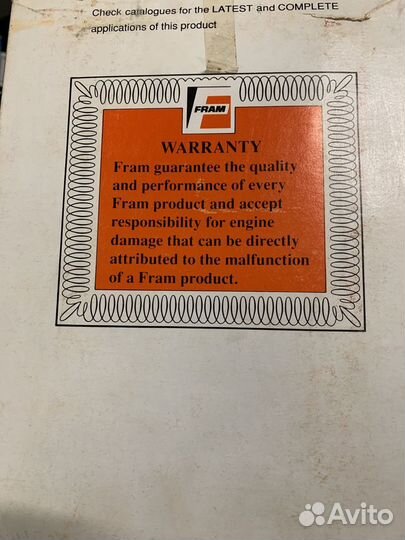 Check catalogues for the LATEST and COMPLETE
applications of this product
FRAM
WARRANTY
Fram guarantee the quality
and performance of every
Fram product and accept
responsibility for engine
damage that can be directly
attributed to the malfunction
of a Fram product.
Avito